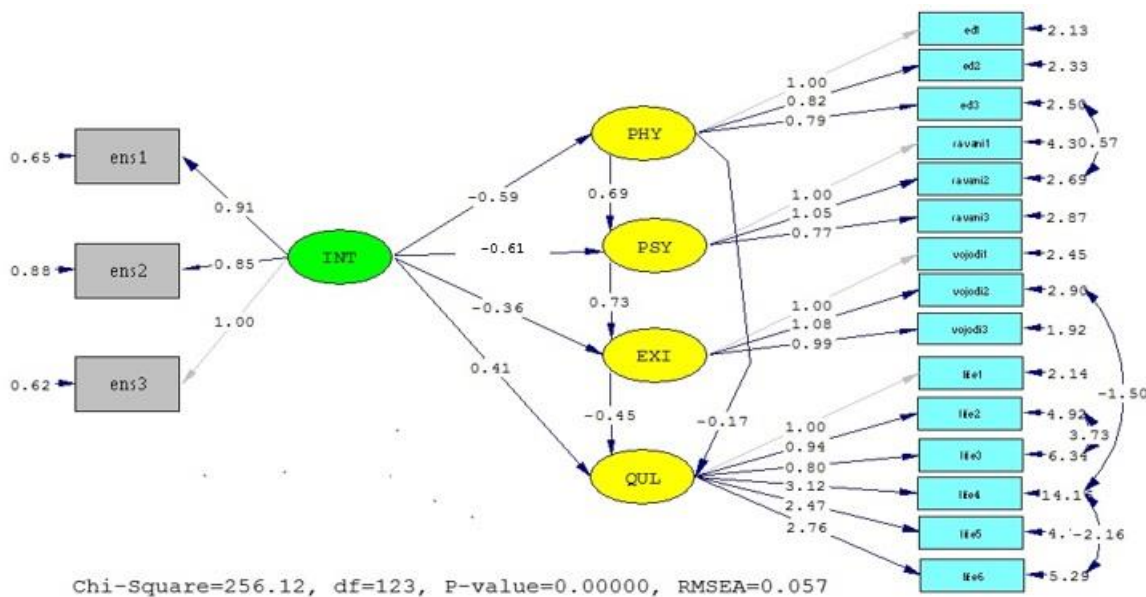 ed1
2.13
ed2
2.33
1.00
0.82
ed3
2.50
0.79
PHY
ravani1
4.30
0.57
0.65
ens1
ravani2
2.69
-0.59
0.69
1.00
1.05
0.91
ravani3
2.87
0.77
PSY
-0.61
INT
vojodi1
2.45
0.88
ens2
0.85
vojodi2
2.90
0.73
1.00
-0.36
1.08
vojodi3
1.92
0.99
1.00
EXI
0.41
life1
2.14
0.62
ens3
-1.50
life2
4.92
-0.45
-0.17
1.00
3.73
0.94
life3
6.34
0.80
QUL
3.12
life4
2.47
life5
-2.16
2.76
life6
5.29
Chi-Square=256.12, df=123, P-value=0.00000, RMSEA=0.057